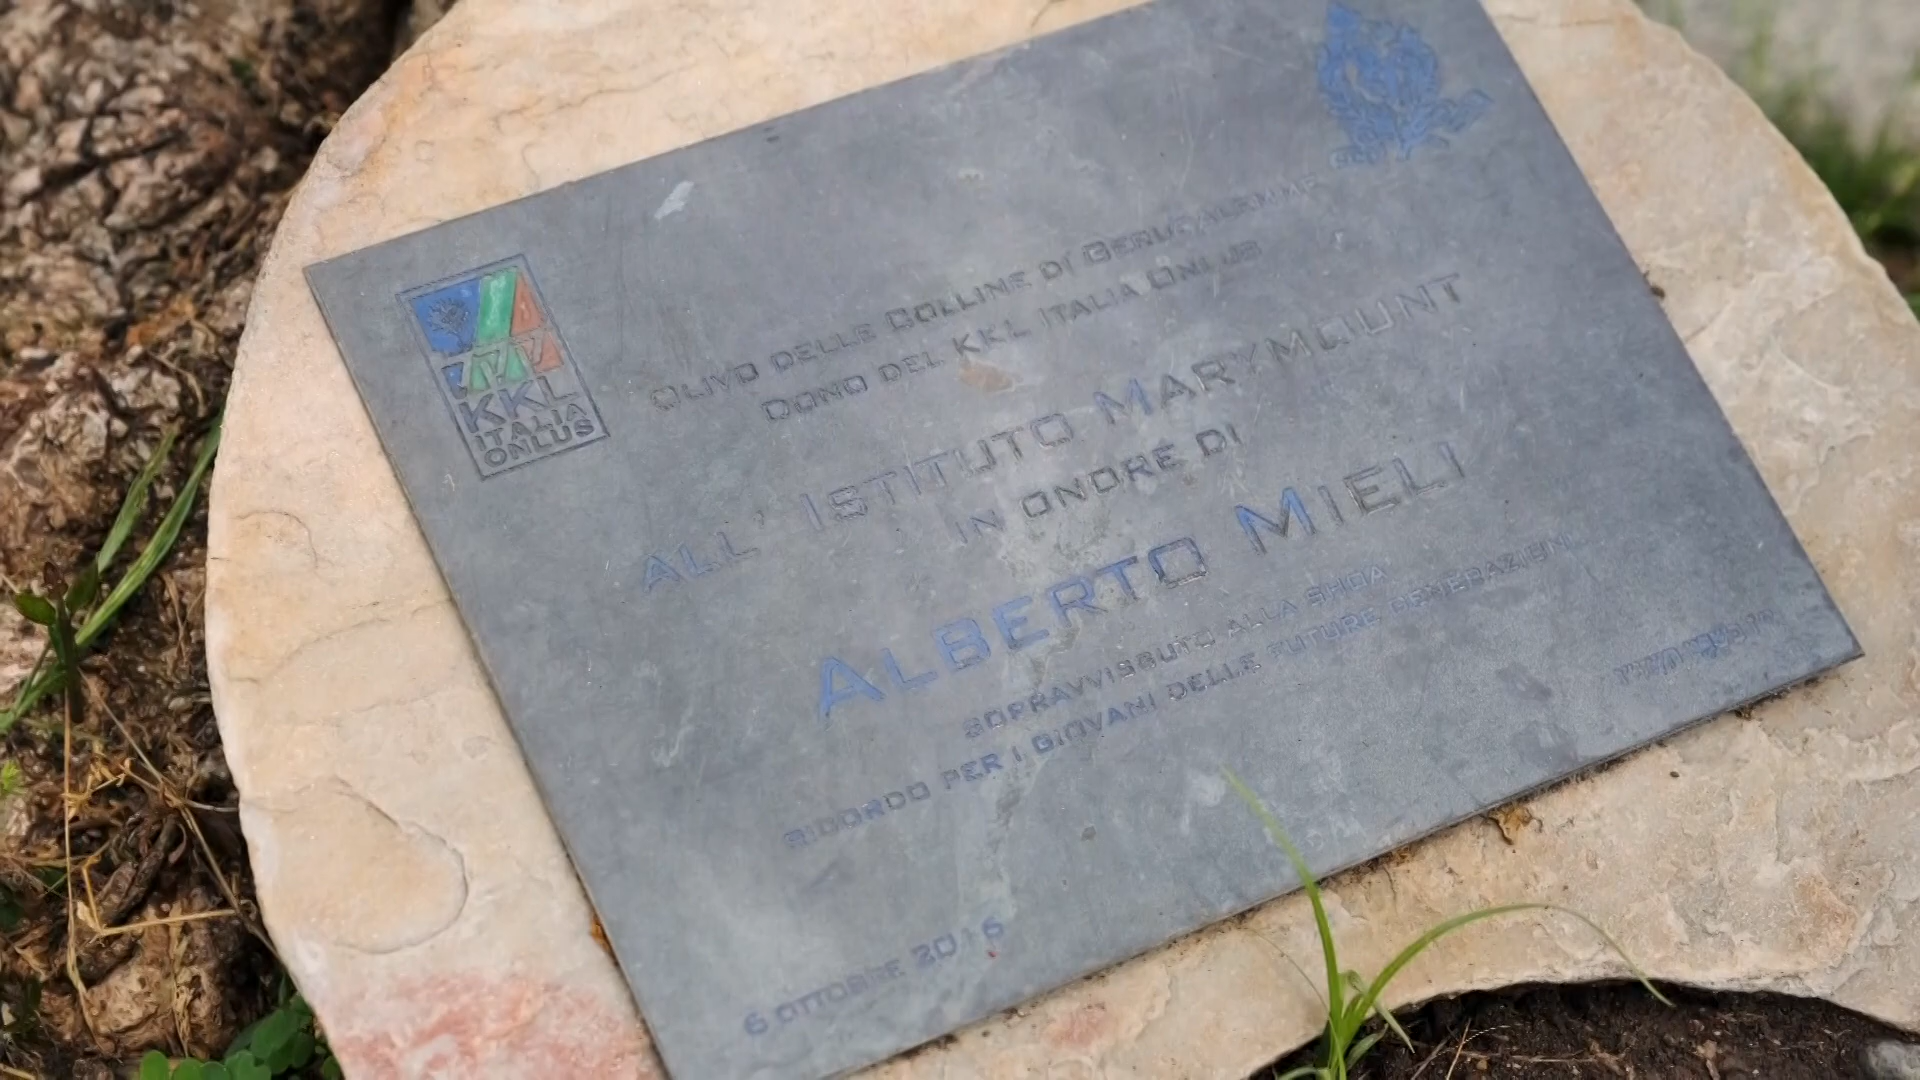 KKL
ITALIA
ONLUS
OLIVO DELLE COLLINE DI GERUSALEMME
DONO DEL KKL ITALIA ONLUS
ALL' ISTITUTO MARYMOUNT
IN ONORE DI
ALBERTO MIELI
SOPRAVVISSUTO ALLA SHOA
RICORDO PER I GIOVANI DELLE FUTURE GENERAZIONI
6 OTTOBRE 2016